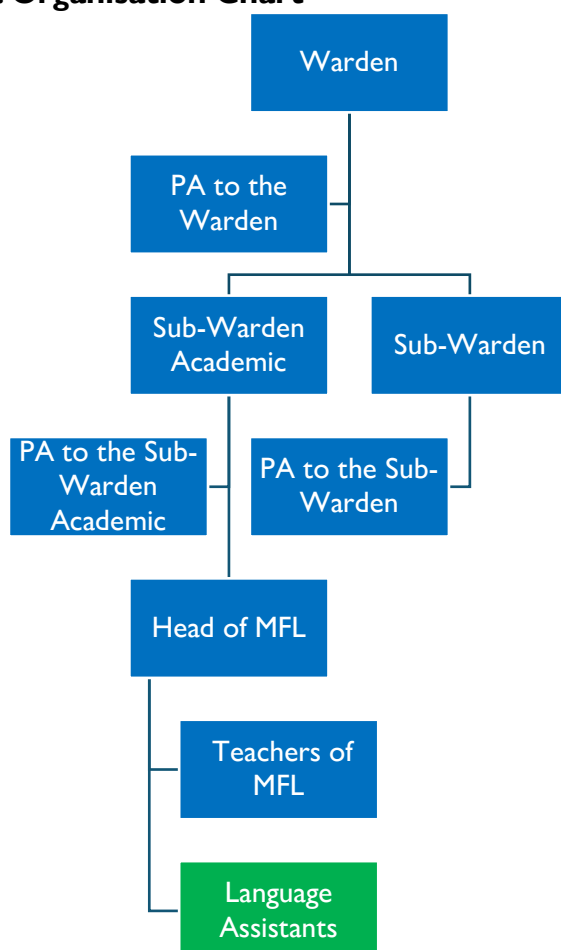 Organisation Chart
Warden
PA to the
Warden
Sub-Warden
Academic
Sub-Warden
PA to the Sub-
Warden
Academic
PA to the Sub-
Warden
Head of MFL
Teachers of
MFL
Language
Assistants